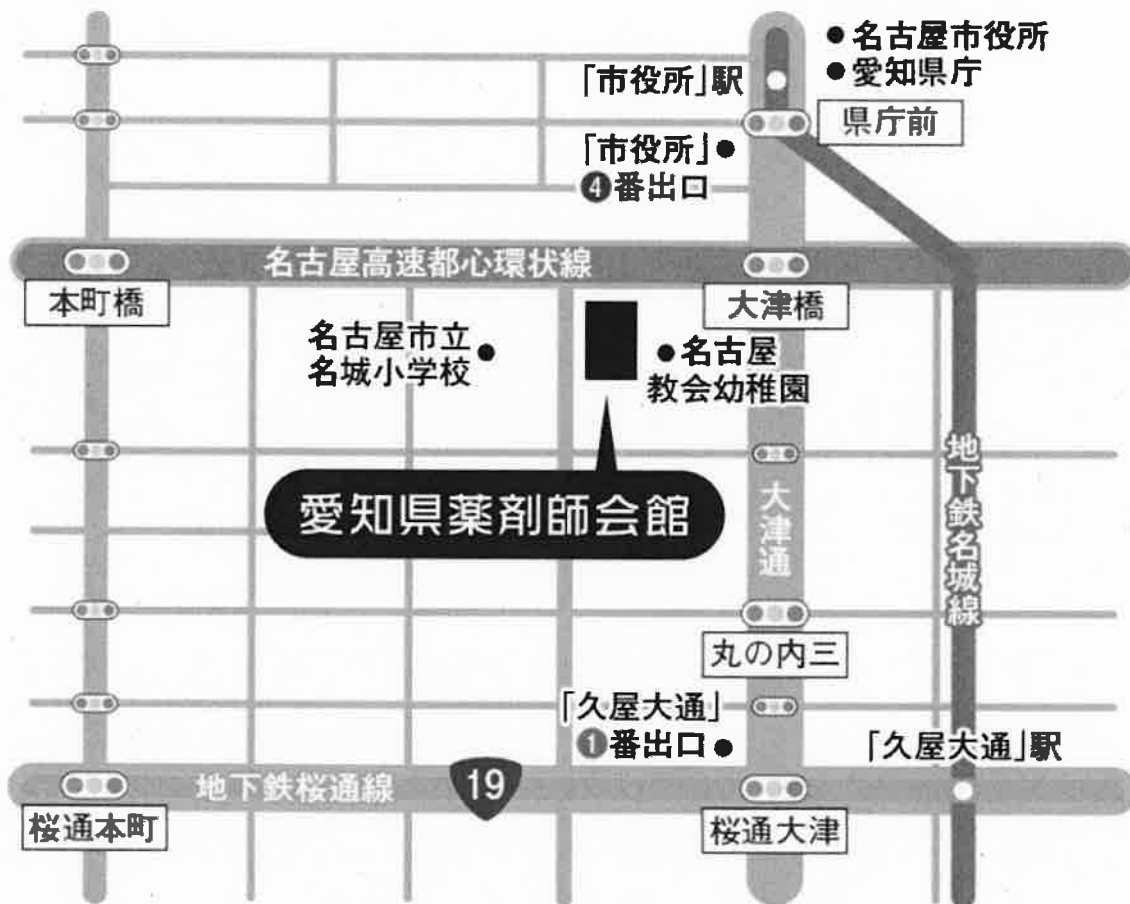 ●名古屋市役所
●愛知県庁
「市役所」駅
県庁前
「市役所」●
❹番出口
名古屋高速都心環状線
本町橋
大津橋
名古屋市立
名城小学校
●名古屋
教会幼稚園
愛知県薬剤師会館
大津通
地下鉄名城線
丸の内三
「久屋大通」
❶番出口●
「久屋大通」駅
地下鉄桜通線
19
桜通本町
桜通大津